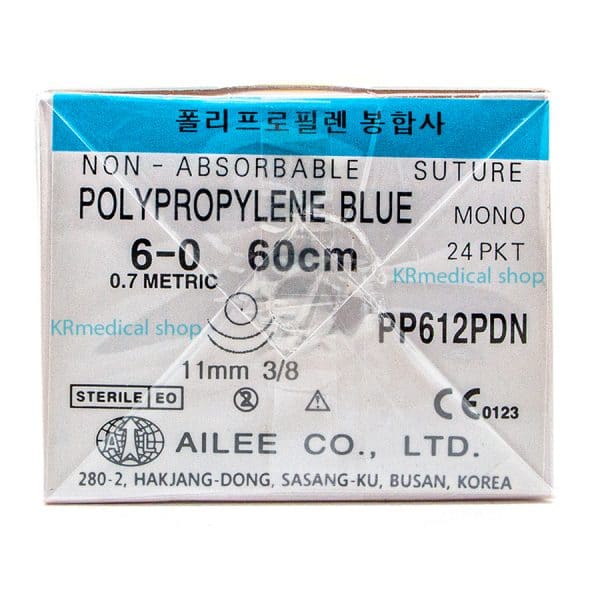 폴리프로필렌 봉합사
NON - ABSORBABLE SUTURE
POLYPROPYLENE BLUE MONO
6-0 60cm 24 PKT
0.7 METRIC KRmedical shop
KRmedical shop PP612PDN
11mm 3/8
STERILE EO 2 CE 0123
AILEE CO., LTD.
280-2, HAKJANG-DONG, SASANG-KU, BUSAN, KOREA